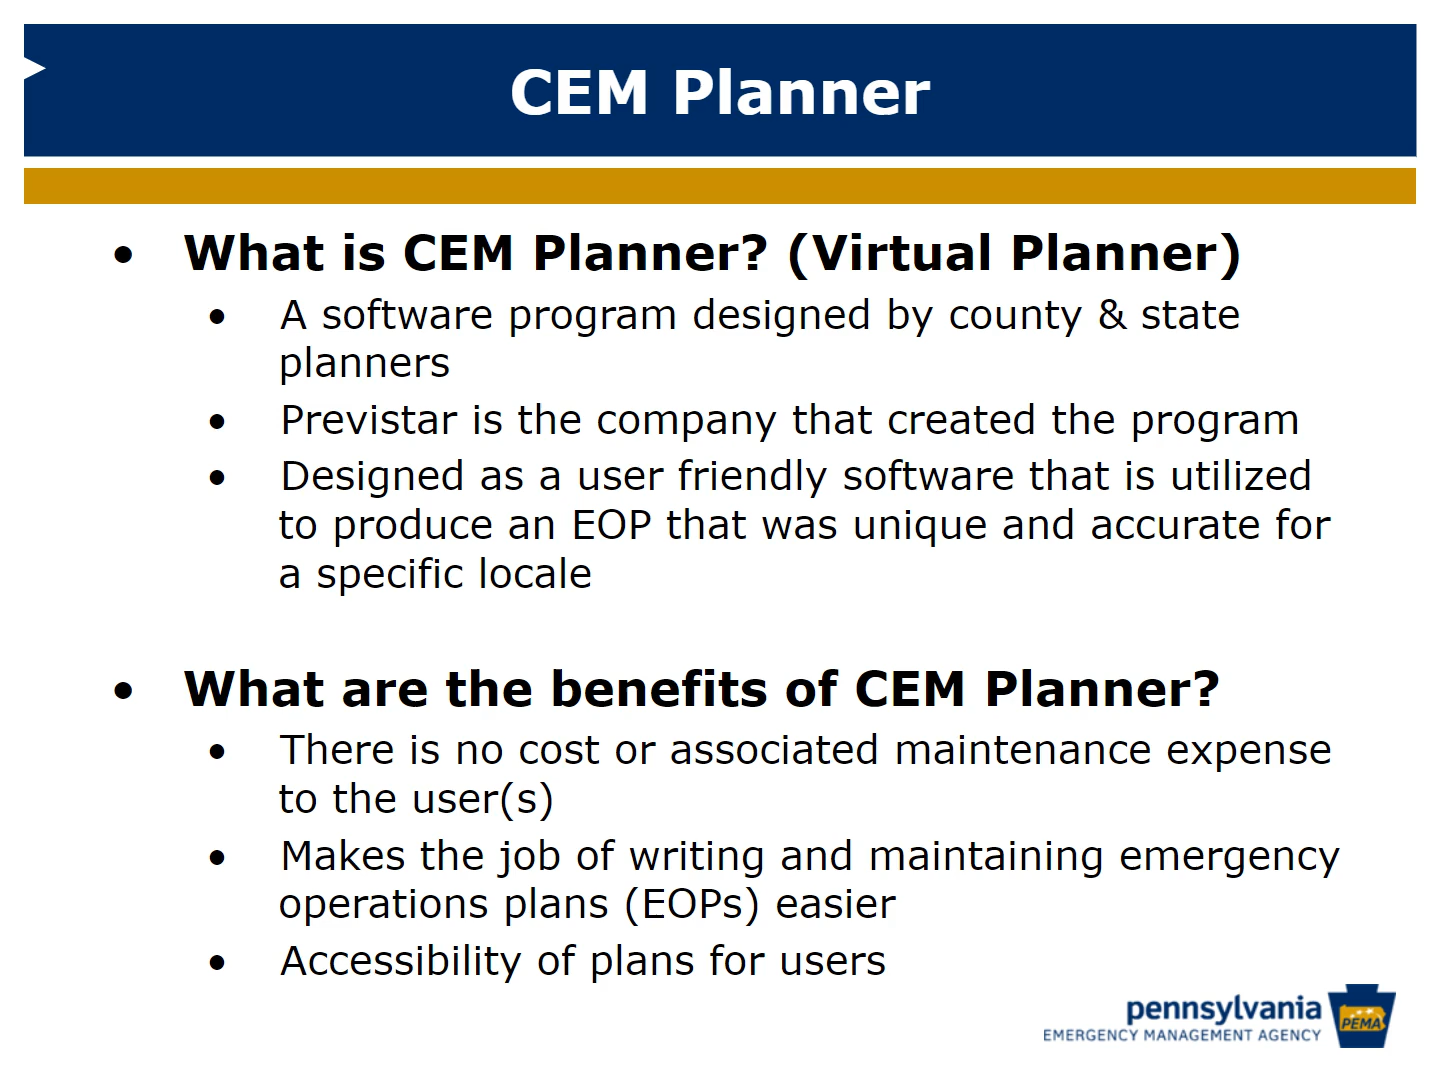 CEM Planner
• What is CEM Planner? (Virtual Planner)
• A software program designed by county & state
planners
• Previstar is the company that created the program
• Designed as a user friendly software that is utilized
to produce an EOP that was unique and accurate for
a specific locale
• What are the benefits of CEM Planner?
• There is no cost or associated maintenance expense
to the user(s)
• Makes the job of writing and maintaining emergency
operations plans (EOPs) easier
• Accessibility of plans for users
pennsylvania
EMERGENCY MANAGEMENT AGENCY
PEMA